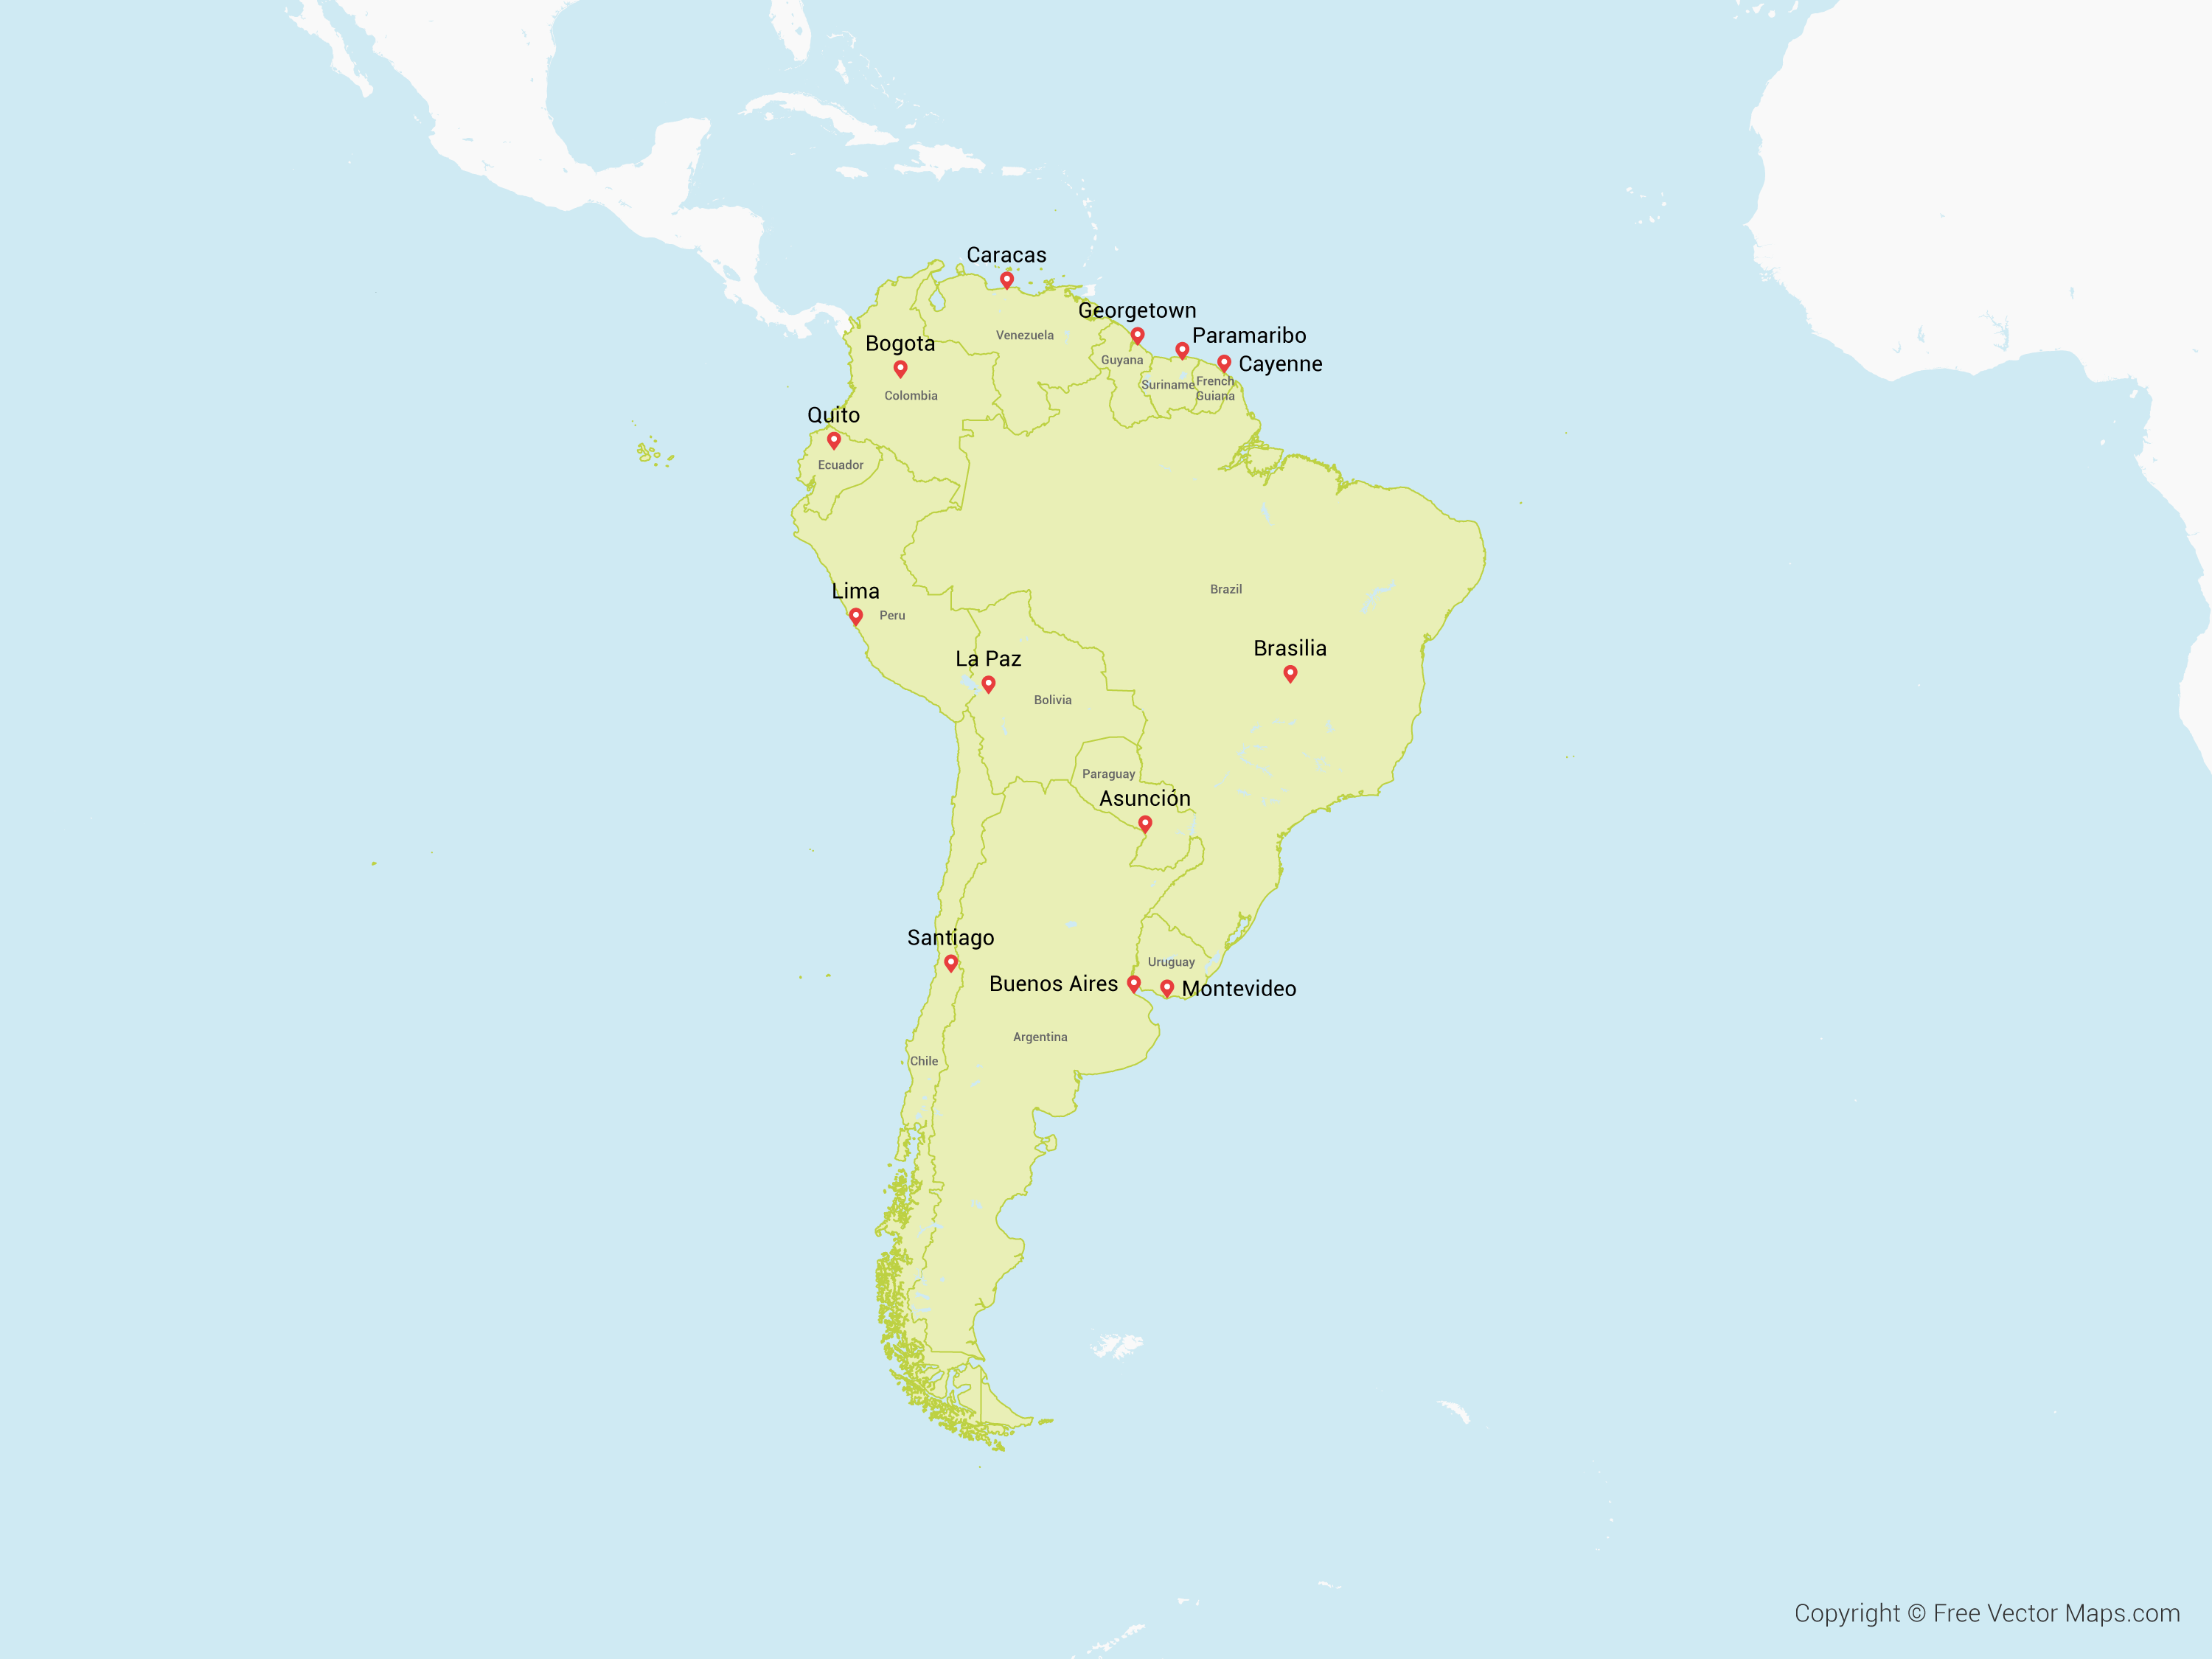 Caracas
Georgetown
Venezuela
Paramaribo
Bogota
Guyana
Cayenne
Suriname
French
Guiana
Colombia
Quito
Ecuador
Brazil
Lima
Peru
Brasilia
La Paz
Bolivia
Paraguay
Asunción
Santiago
Uruguay
Buenos Aires
Montevideo
Argentina
Chile
Copyright © Free Vector Maps.com